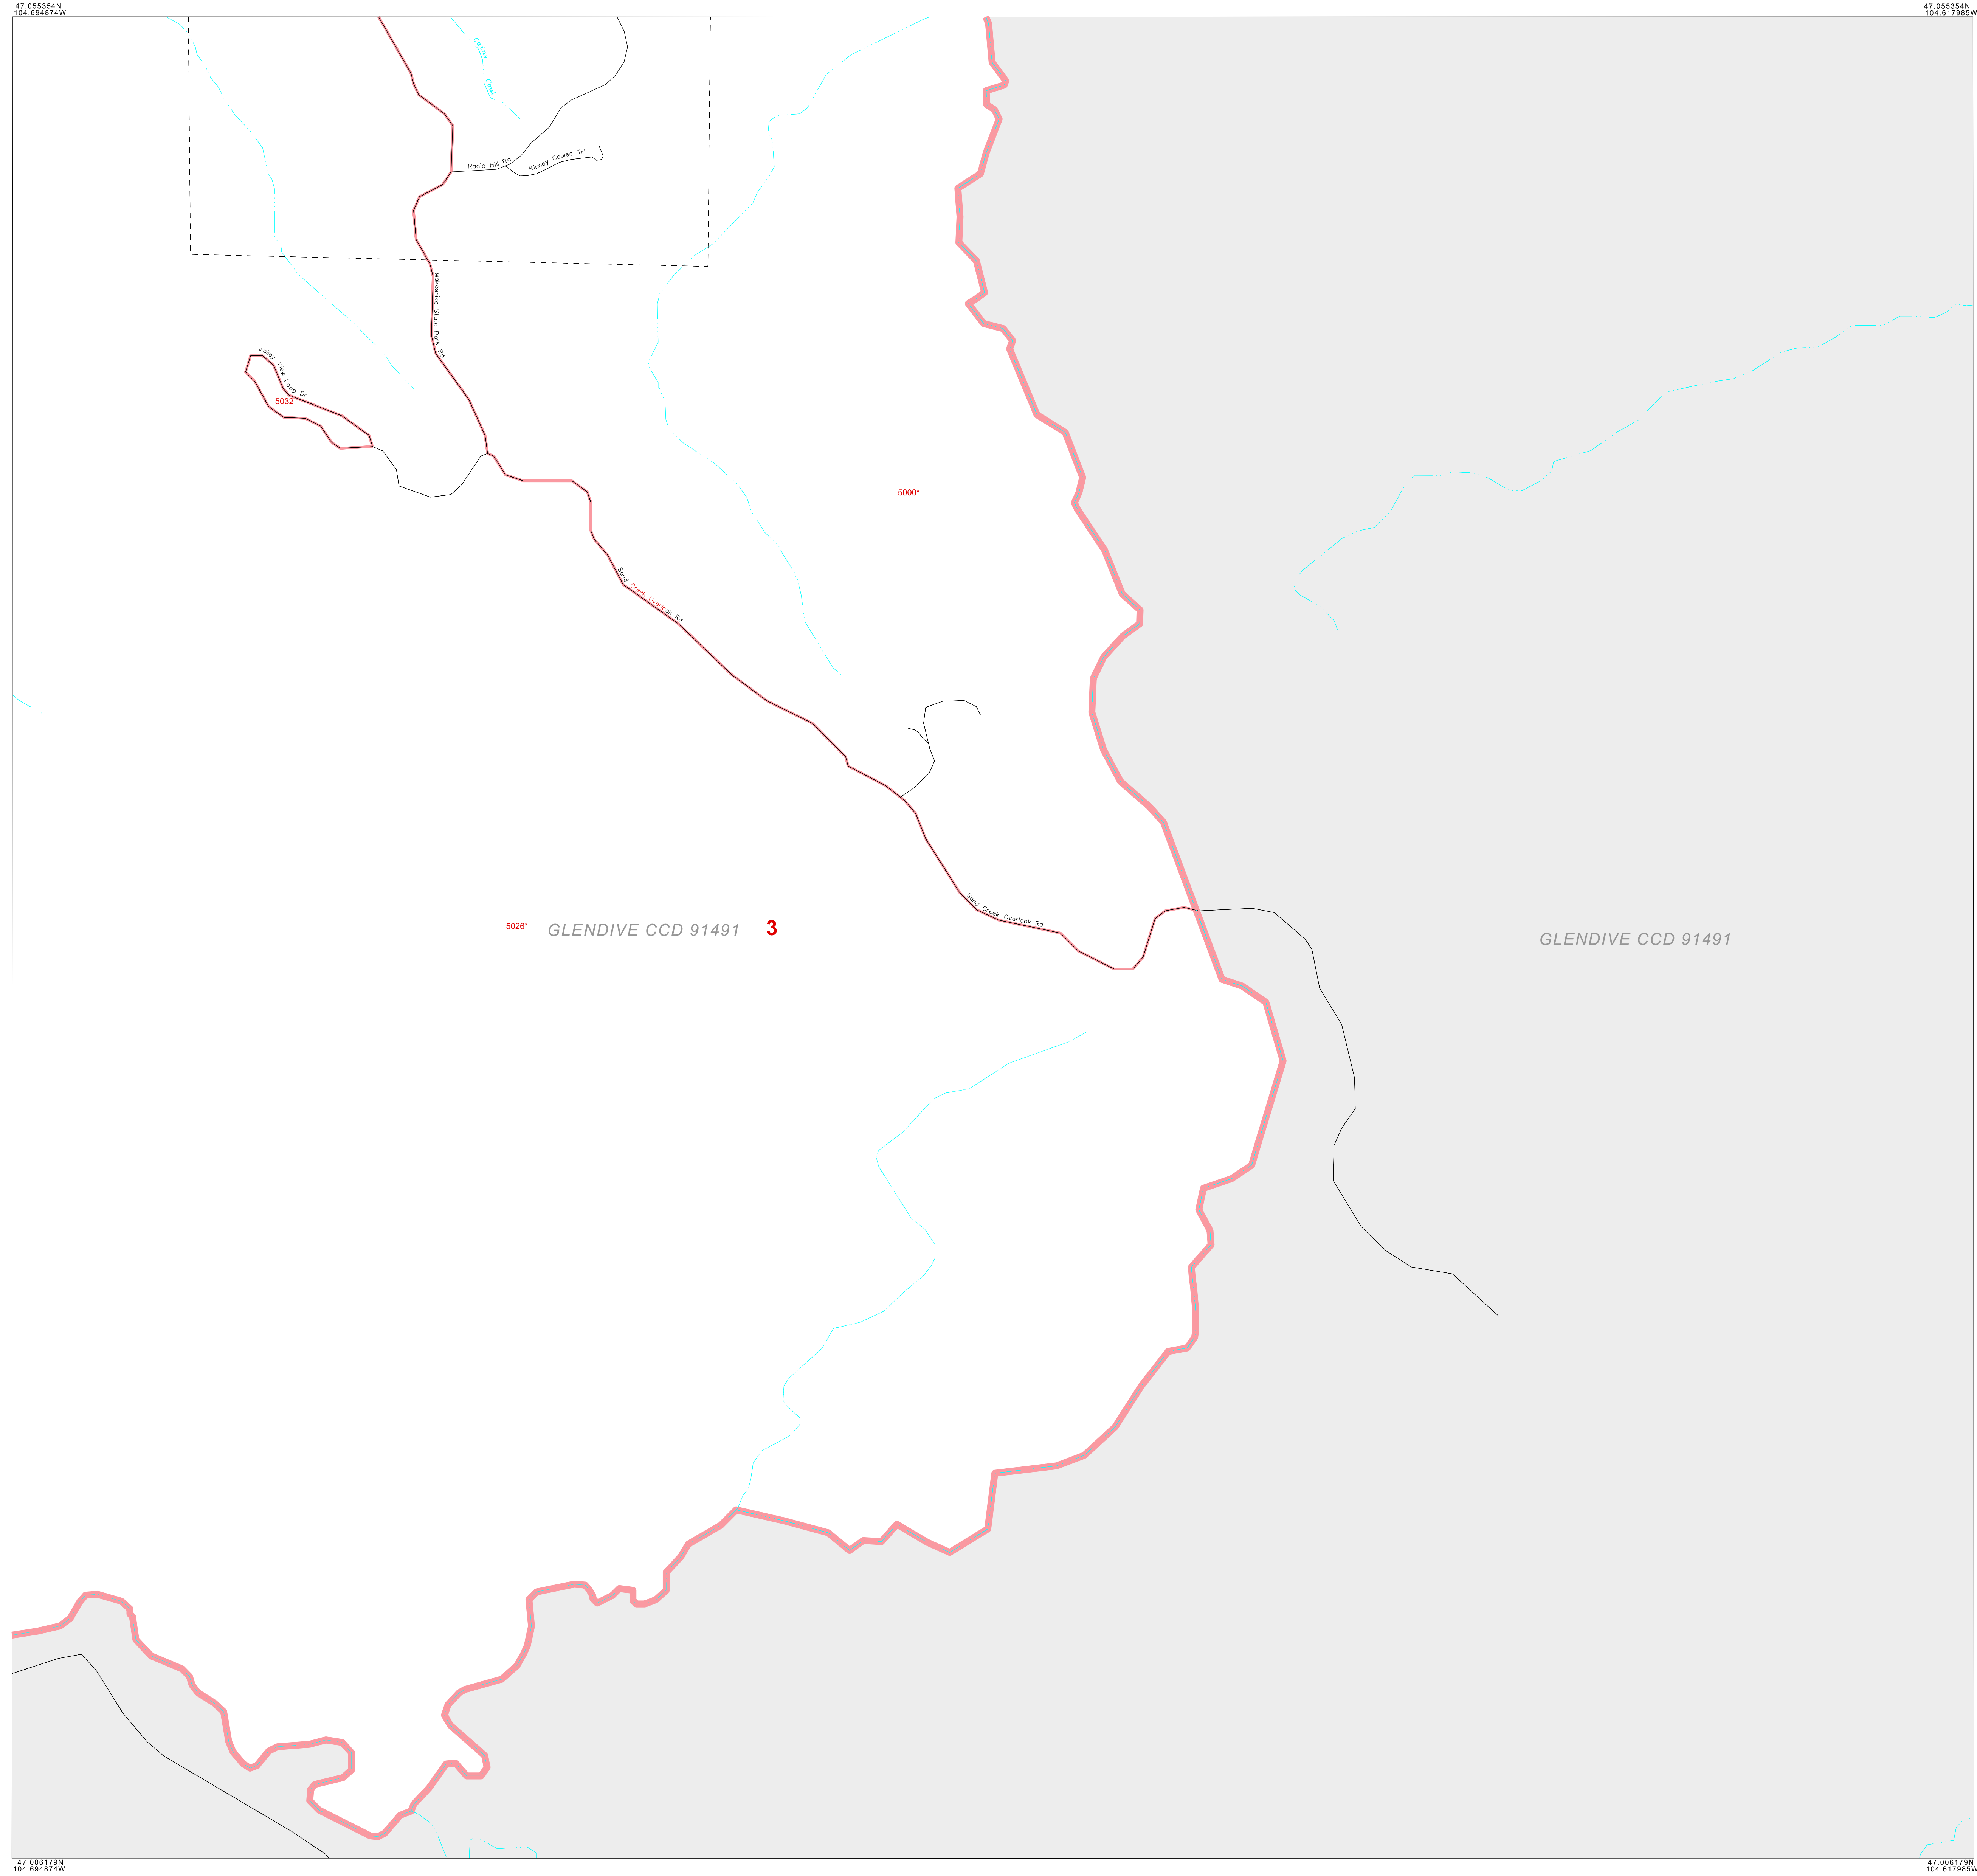 47.055354N
104.694874W
47.055354N
104.617985W
Cains
Coul
Radio Hill Rd
Kinney Coulee Trl
Makoshika State Park Rd
Valley View Loop Dr
5032
5000*
Sand Creek Overlook Rd
Sand Creek Overlook Rd
5026*
GLENDIVE CCD 91491
3
GLENDIVE CCD 91491
47.006179N
104.694874W
47.006179N
104.617985W